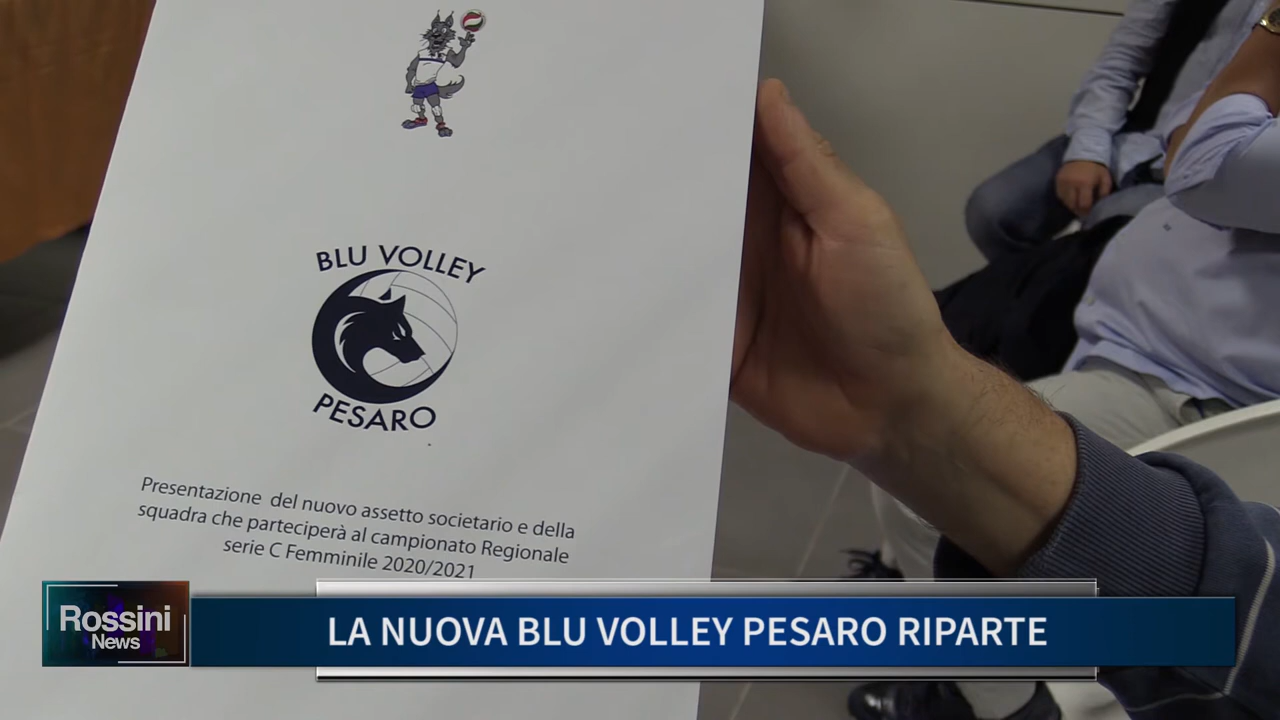 BLU VOLLEY
PESARO
Presentazione del nuovo assetto societario e della
squadra che parteciperà al campionato Regionale
serie C Femminile 2020/2021
Rossini
News
LA NUOVA BLU VOLLEY PESARO RIPARTE